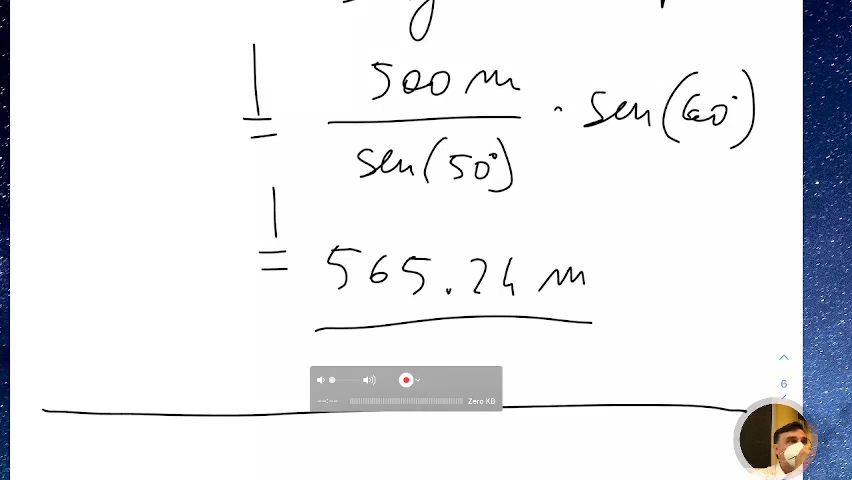 | 500 m
= ――― · sen(60°)
sen(50°)
|
= 565.24 m
Zero KB
--:--
6